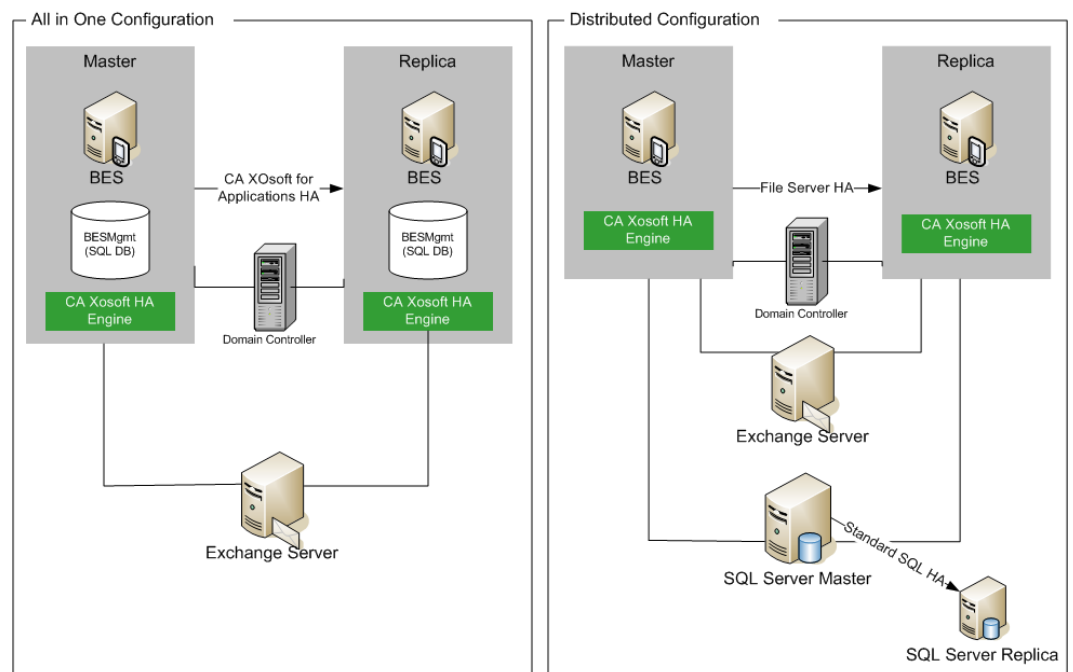 All in One Configuration
Master
Replica
BES
BES
CA XOsoft for
Applications HA
BESMgmt
(SQL DB)
BESMgmt
(SQL DB)
CA Xosoft HA
Engine
CA Xosoft HA
Engine
Domain Controller
Exchange Server
Distributed Configuration
Master
Replica
BES
BES
File Server HA
CA Xosoft HA
Engine
CA Xosoft HA
Engine
Domain Controller
Exchange Server
Standard SQL HA
SQL Server Master
SQL Server Replica